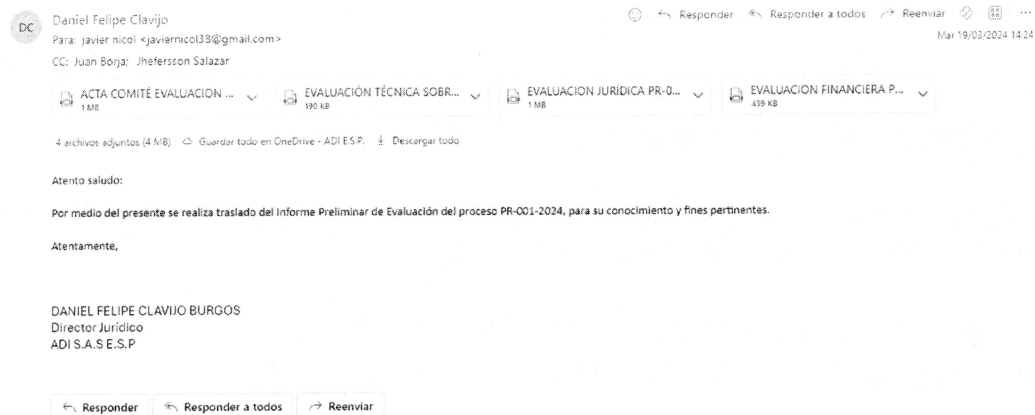 DC
Daniel Felipe Clavijo
Responder Responder a todos Reenviar
Para: javier nicol <javiernicol38@gmail.com>
Mar 19/03/2024 14:24
CC: Juan Borja; Jhefersson Salazar
ACTA COMITÉ EVALUACION ...
1 MB
EVALUACIÓN TÉCNICA SOBR...
190 KB
EVALUACION JURÍDICA PR-0...
1 MB
EVALUACION FINANCIERA P...
439 KB
4 archivos adjuntos (4 MB) Guardar todo en OneDrive - ADI E.S.P. Descargar todo
Atento saludo:
Por medio del presente se realiza traslado del Informe Preliminar de Evaluación del proceso PR-001-2024, para su conocimiento y fines pertinentes.
Atentamente,
DANIEL FELIPE CLAVIJO BURGOS
Director Jurídico
ADI S.A.S E.S.P
Responder Responder a todos Reenviar